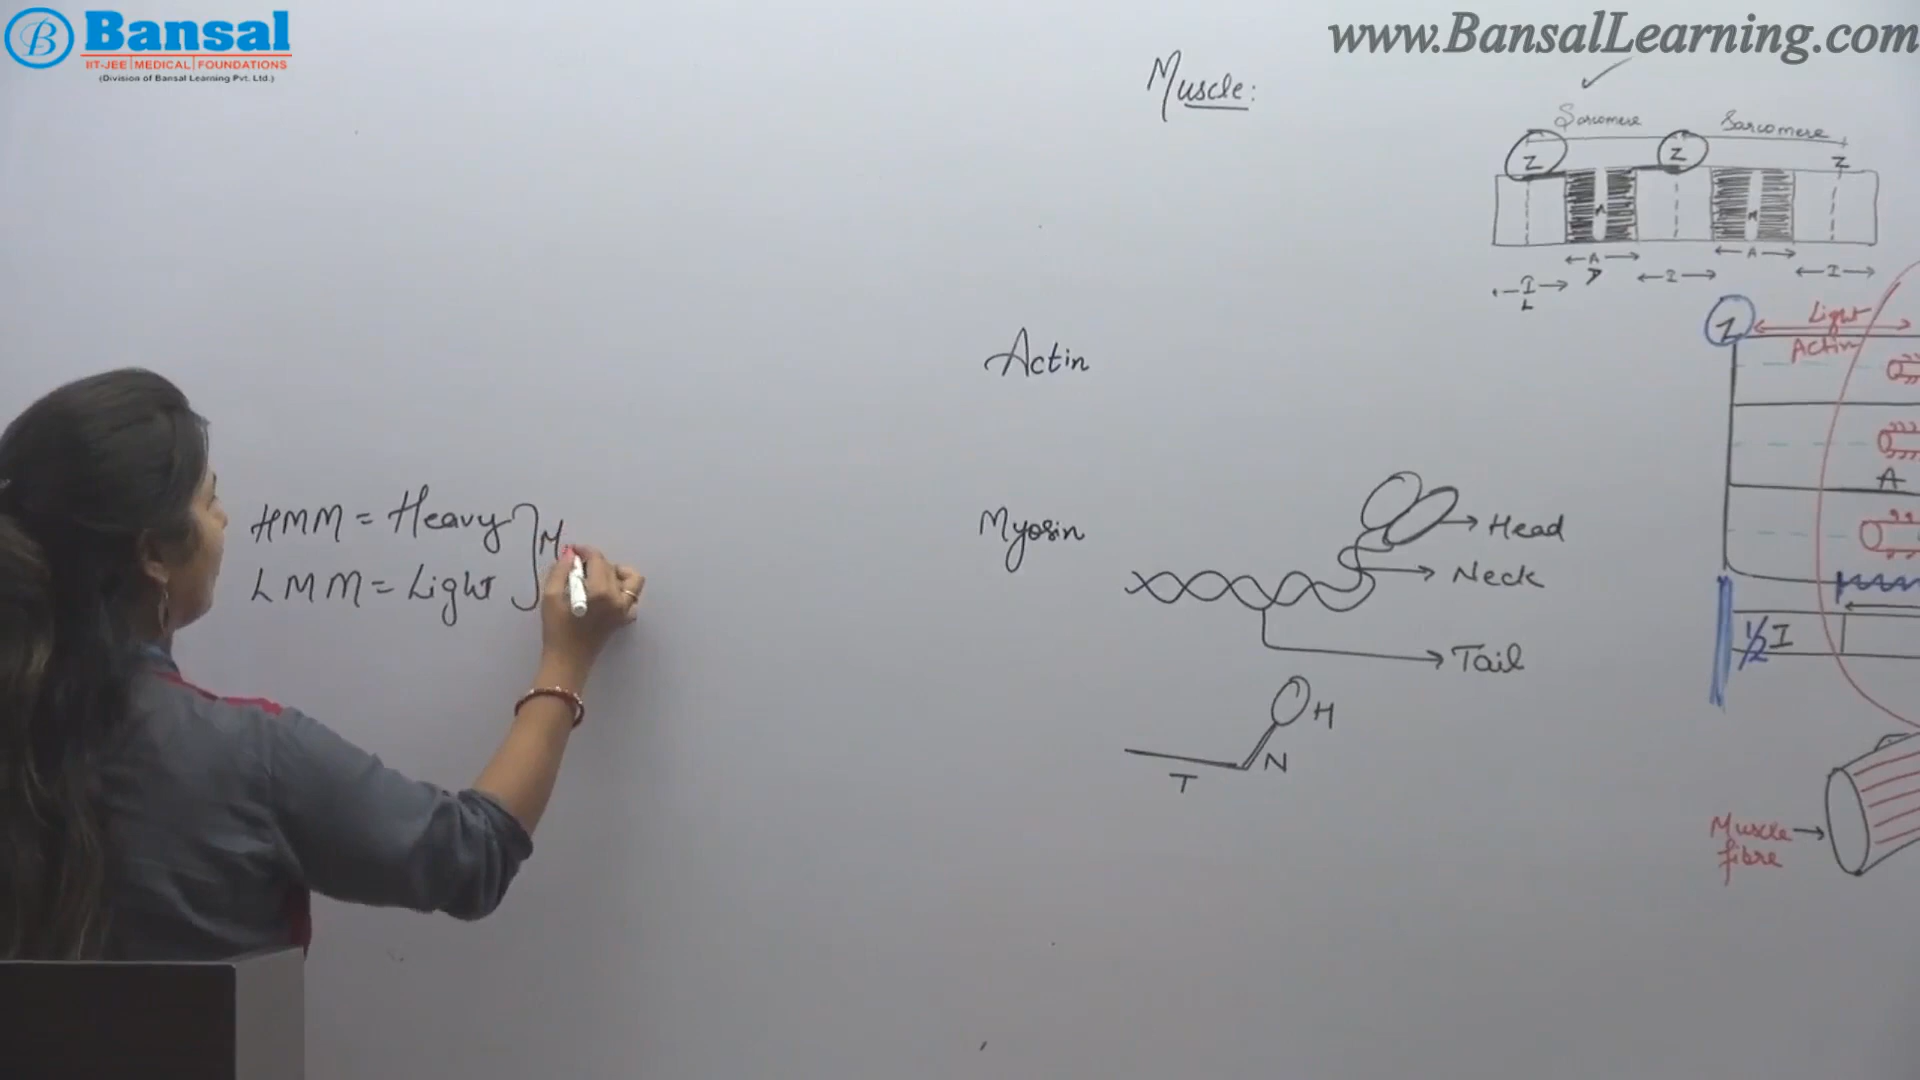 Bansal
IIT-JEE | MEDICAL | FOUNDATIONS
(Division of Bansal Learning Pvt. Ltd.)
www.BansalLearning.com
Muscle:
Sarcomere Sarcomere
Z Z Z
A A
I I I
L
Light
Z
Actin
Actin
A
HMM = Heavy
LMM = Light
M
Myosin
Head
Neck
Tail
1/2 I
H
N
T
Muscle
fibre